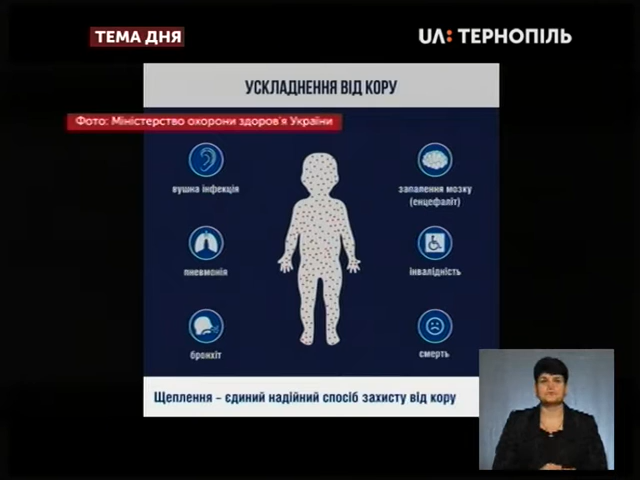 ТЕМА ДНЯ
UA: ТЕРНОПІЛЬ
УСКЛАДНЕННЯ ВІД КОРУ
Фото: Міністерство охорони здоров'я України
вушна інфекція
запалення мозку
(енцефаліт)
пневмонія
інвалідність
бронхіт
смерть
Щеплення – єдиний надійний спосіб захисту від кору